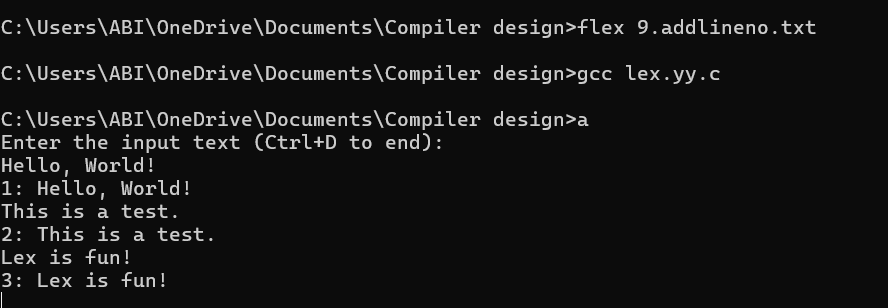 C:\Users\ABI\OneDrive\Documents\Compiler design>flex 9.addlineno.txt
C:\Users\ABI\OneDrive\Documents\Compiler design>gcc lex.yy.c
C:\Users\ABI\OneDrive\Documents\Compiler design>a
Enter the input text (Ctrl+D to end):
Hello, World!
1: Hello, World!
This is a test.
2: This is a test.
Lex is fun!
3: Lex is fun!